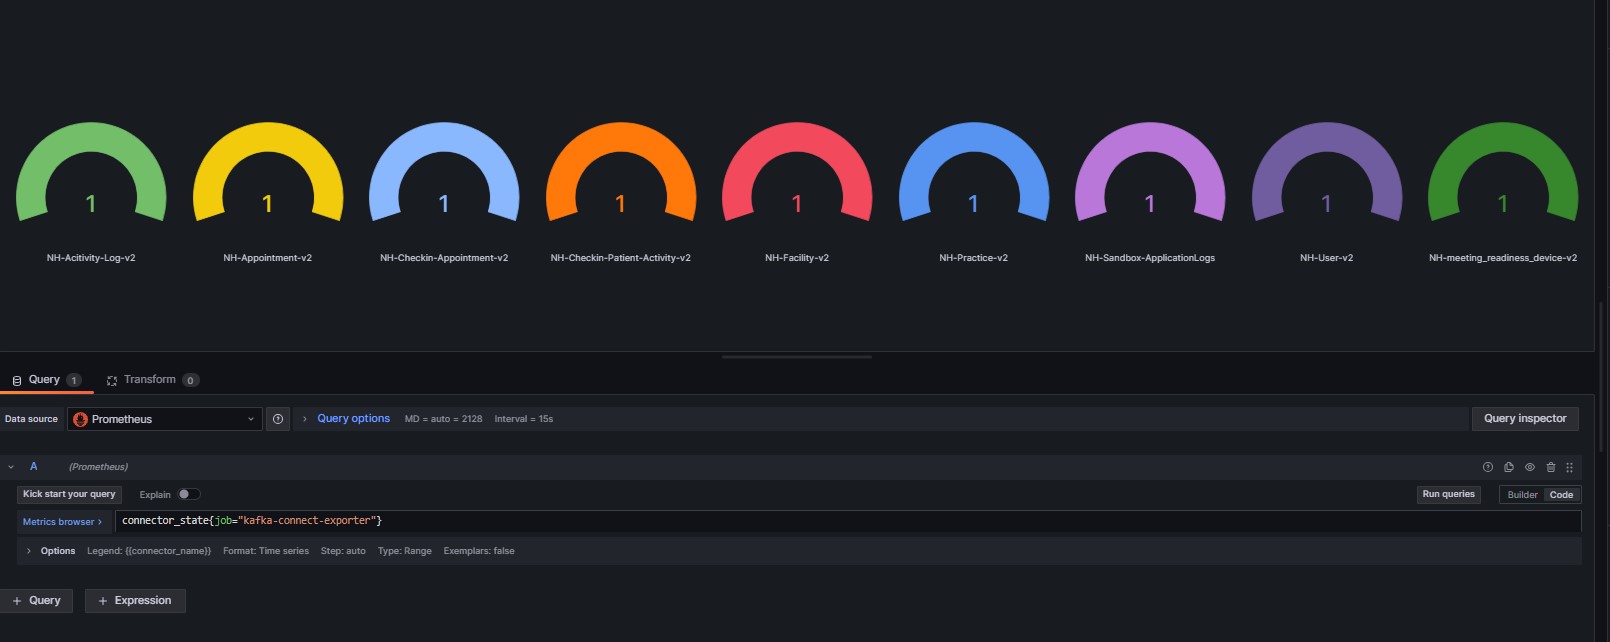 1 1 1 1 1 1 1 1 1
NH-Acitivity-Log-v2 NH-Appointment-v2 NH-Checkin-Appointment-v2 NH-Checkin-Patient-Activity-v2 NH-Facility-v2 NH-Practice-v2 NH-Sandbox-ApplicationLogs NH-User-v2 NH-meeting_readiness_device-v2
Query 1 Transform 0
Data source Prometheus Query options MD = auto = 2128 Interval = 15s Query inspector
A (Prometheus)
Kick start your query Explain Run queries Builder Code
Metrics browser > connector_state{job="kafka-connect-exporter"}
Options Legend: {{connector_name}} Format: Time series Step: auto Type: Range Exemplars: false
+ Query + Expression